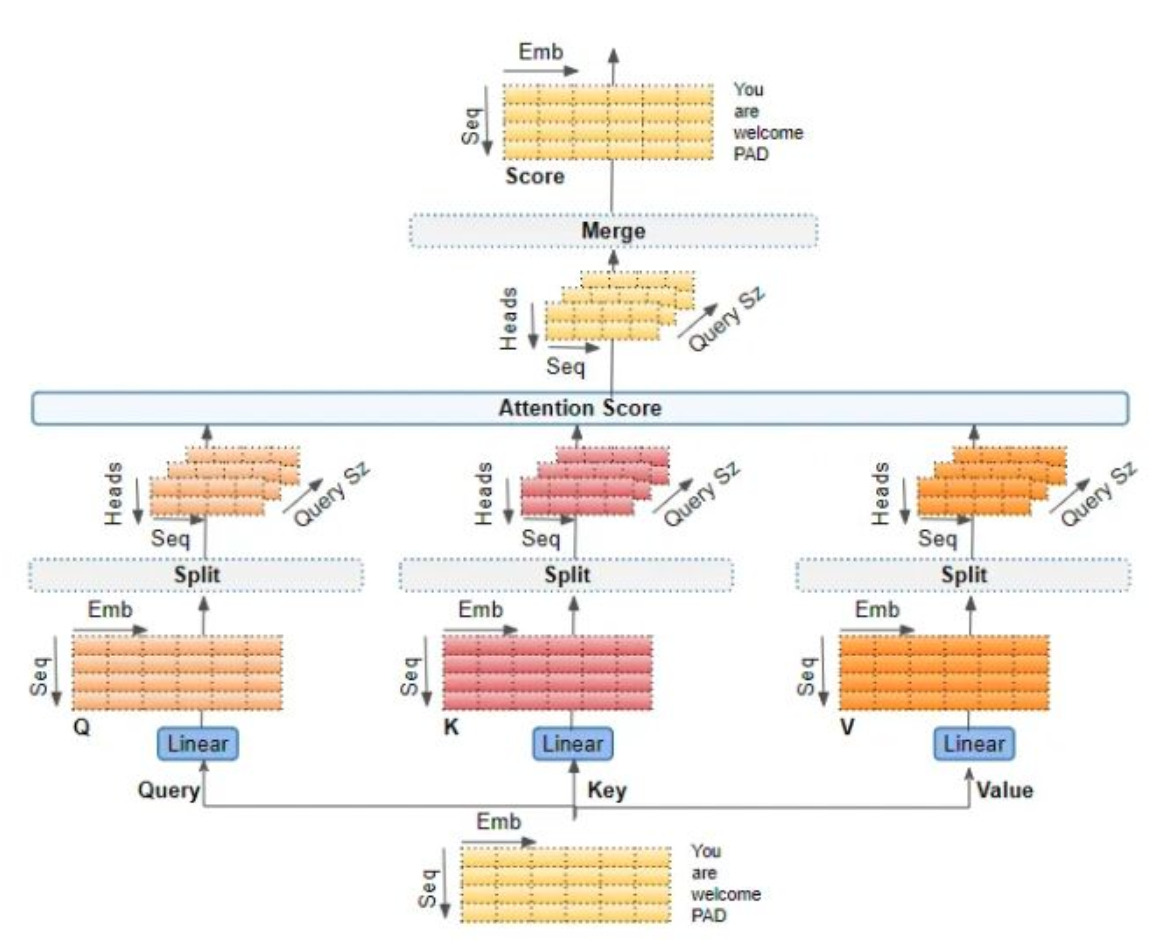 Emb
Seq
You
are
welcome
PAD
Score
Merge
Heads
Query Sz
Seq
Attention Score
Heads
Query Sz
Seq
Heads
Query Sz
Seq
Heads
Query Sz
Seq
Split
Split
Split
Emb
Emb
Emb
Seq
Seq
Seq
Q
K
V
Linear
Linear
Linear
Query
Key
Value
Emb
Seq
You
are
welcome
PAD